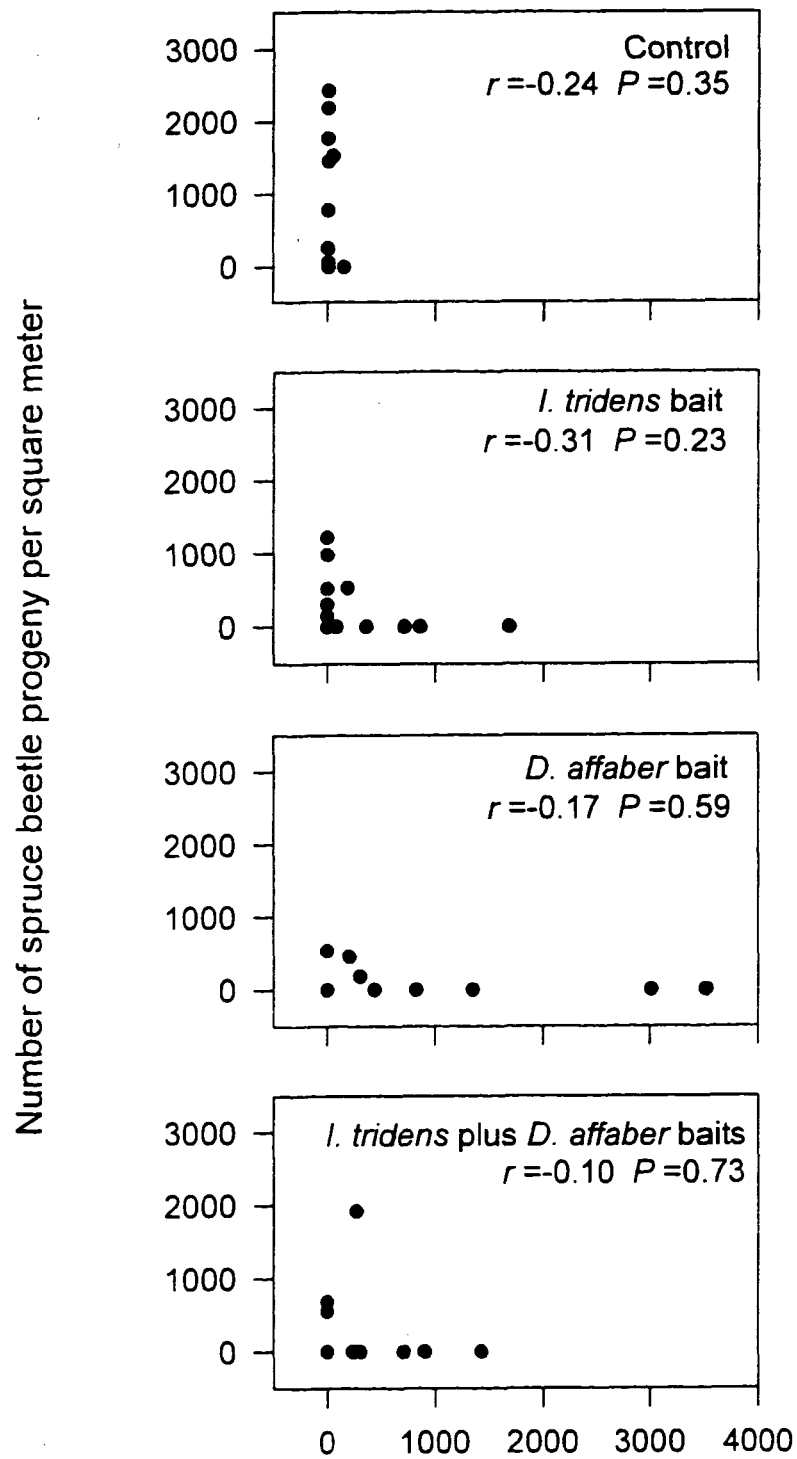 Number of spruce beetle progeny per square meter
Control
r =-0.24 P =0.35
3000
2000
1000
0
I. tridens bait
r =-0.31 P =0.23
3000
2000
1000
0
D. affaber bait
r =-0.17 P =0.59
3000
2000
1000
0
I. tridens plus D. affaber baits
r =-0.10 P =0.73
3000
2000
1000
0
0 1000 2000 3000 4000